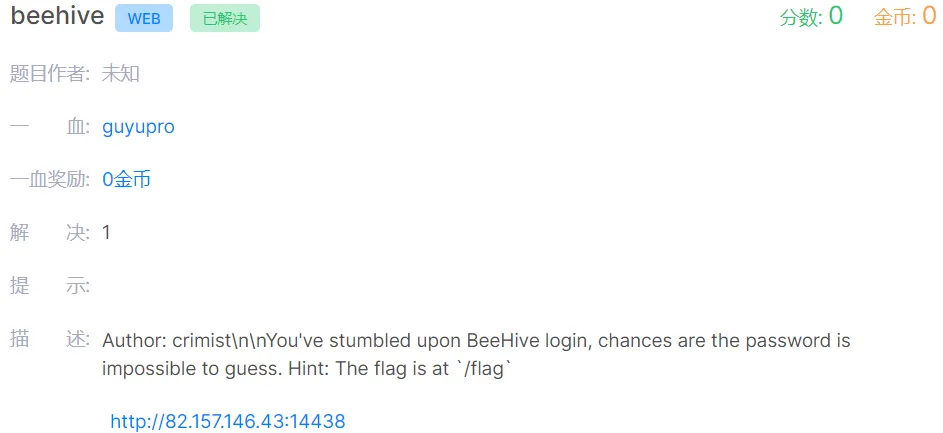 beehive WEB 已解决 分数: 0 金币: 0
题目作者: 未知
一 血: guyupro
一血奖励: 0金币
解 决: 1
提 示:
描 述: Author: crimist\n\nYou've stumbled upon BeeHive login, chances are the password is
impossible to guess. Hint: The flag is at `/flag`
http://82.157.146.43:14438